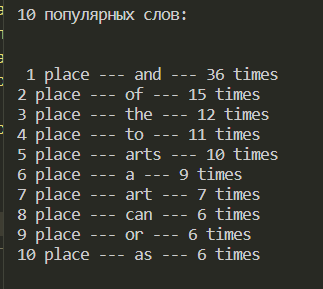 10 популярных слов:
1 place --- and --- 36 times
2 place --- of --- 15 times
3 place --- the --- 12 times
4 place --- to --- 11 times
5 place --- arts --- 10 times
6 place --- a --- 9 times
7 place --- art --- 7 times
8 place --- can --- 6 times
9 place --- or --- 6 times
10 place --- as --- 6 times